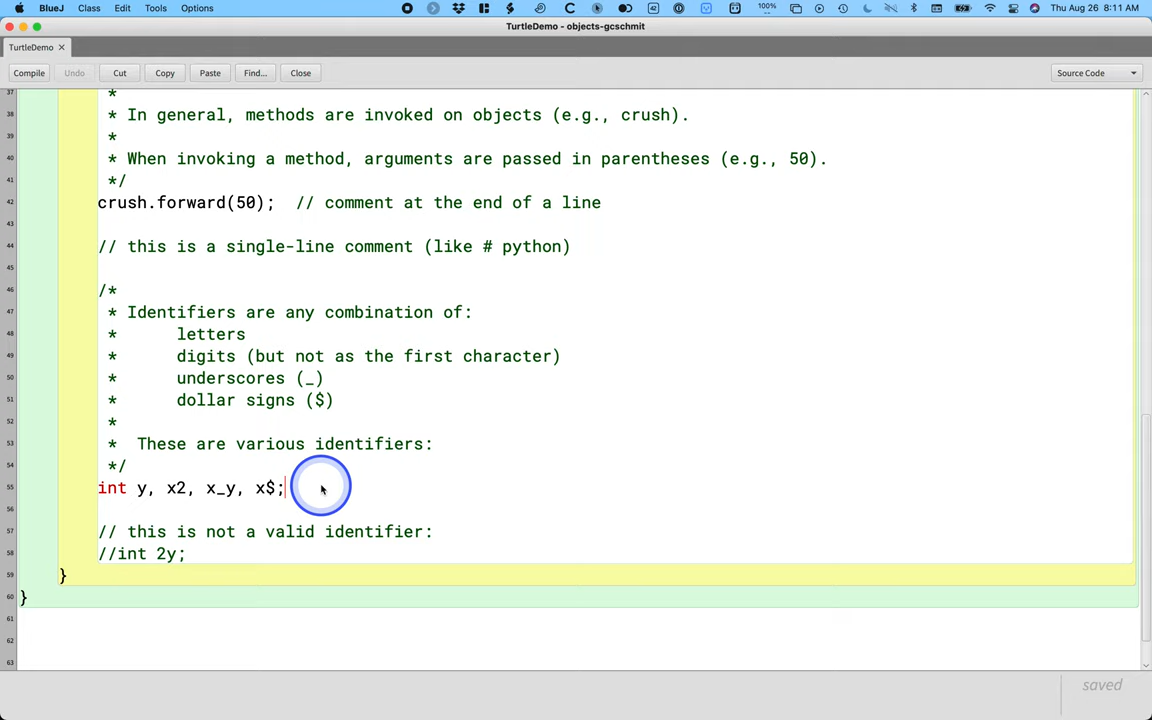 BlueJ Class Edit Tools Options 100% Thu Aug 26 8:11 AM
TurtleDemo - objects-gcschmit
TurtleDemo ×
Compile Undo Cut Copy Paste Find... Close Source Code
37 *
38 * In general, methods are invoked on objects (e.g., crush).
39 *
40 * When invoking a method, arguments are passed in parentheses (e.g., 50).
41 */
42 crush.forward(50);  // comment at the end of a line
43
44 // this is a single-line comment (like # python)
45
46 /*
47 * Identifiers are any combination of:
48 *      letters
49 *      digits (but not as the first character)
50 *      underscores (_)
51 *      dollar signs ($)
52 *
53 *  These are various identifiers:
54 */
55 int y, x2, x_y, x$;
56
57 // this is not a valid identifier:
58 //int 2y;
59 }
60 }
61
62
63
saved